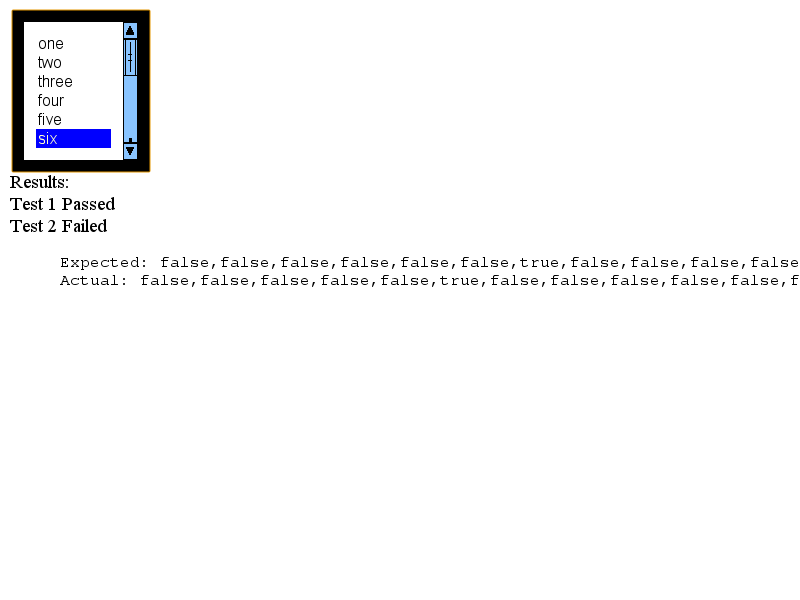 one
two
three
four
five
six
Results:
Test 1 Passed
Test 2 Failed
Expected: false,false,false,false,false,false,true,false,false,false,false
Actual: false,false,false,false,false,true,false,false,false,false,false,f